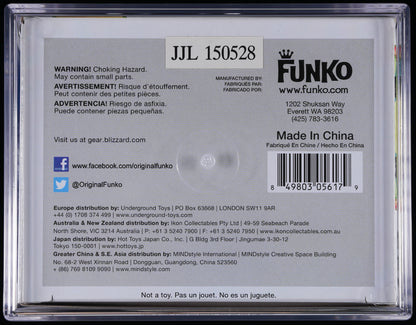 JJL 150528
WARNING! Choking Hazard.
May contain small parts.
AVERTISSEMENT! Risque d'étouffement.
Peut contenir des petites pièces.
ADVERTENCIA! Riesgo de asfixia.
Puede contener piezas pequeñas.
MANUFACTURED BY:
FABRIQUÉS PAR:
FABRICADO POR:
FUNKO
www.funko.com
1202 Shuksan Way
Everett WA 98203
(425) 783-3616
Made In China
Fabriqué En Chine / Hecho En China
8 49803 05617 9
Visit us at gear.blizzard.com
www.facebook.com/originalFunko
@OriginalFunko
Europe distribution by: Underground Toys | PO Box 63868 | LONDON SW11 9AR
+44 (0) 1708 374 499 | www.underground-toys.com
Australia & New Zealand distribution by: Ikon Collectables Pty Ltd | 49-59 Seabeach Parade
North Shore, VIC 3214 Australia | P: +61 3 5240 7900 | F: +61 3 5240 7950 | www.ikoncollectables.com.au
Japan distribution by: Hot Toys Japan Co., Inc. | G Bldg 3rd Floor | Jingumae 3-30-12
Tokyo 150-0001 | www.hottoys.jp
Greater China & S.E. Asia distribution by: MINDstyle International | MINDstyle Creative Space Building
No. 68-2 West Xinnan Road | Dongguan, Guangdong, China 523560
+ (86) 769 8109 9090 | www.mindstyle.com
Not a toy. Pas un jouet. No es un juguete.